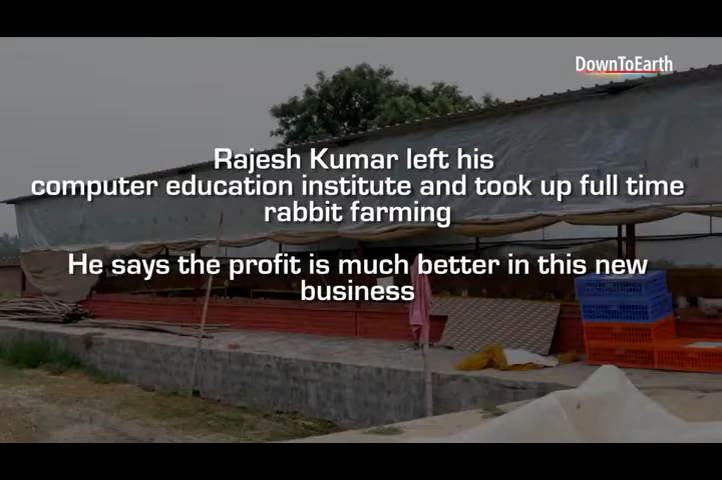 DownToEarth
Rajesh Kumar left his
computer education institute and took up full time
rabbit farming
He says the profit is much better in this new
business